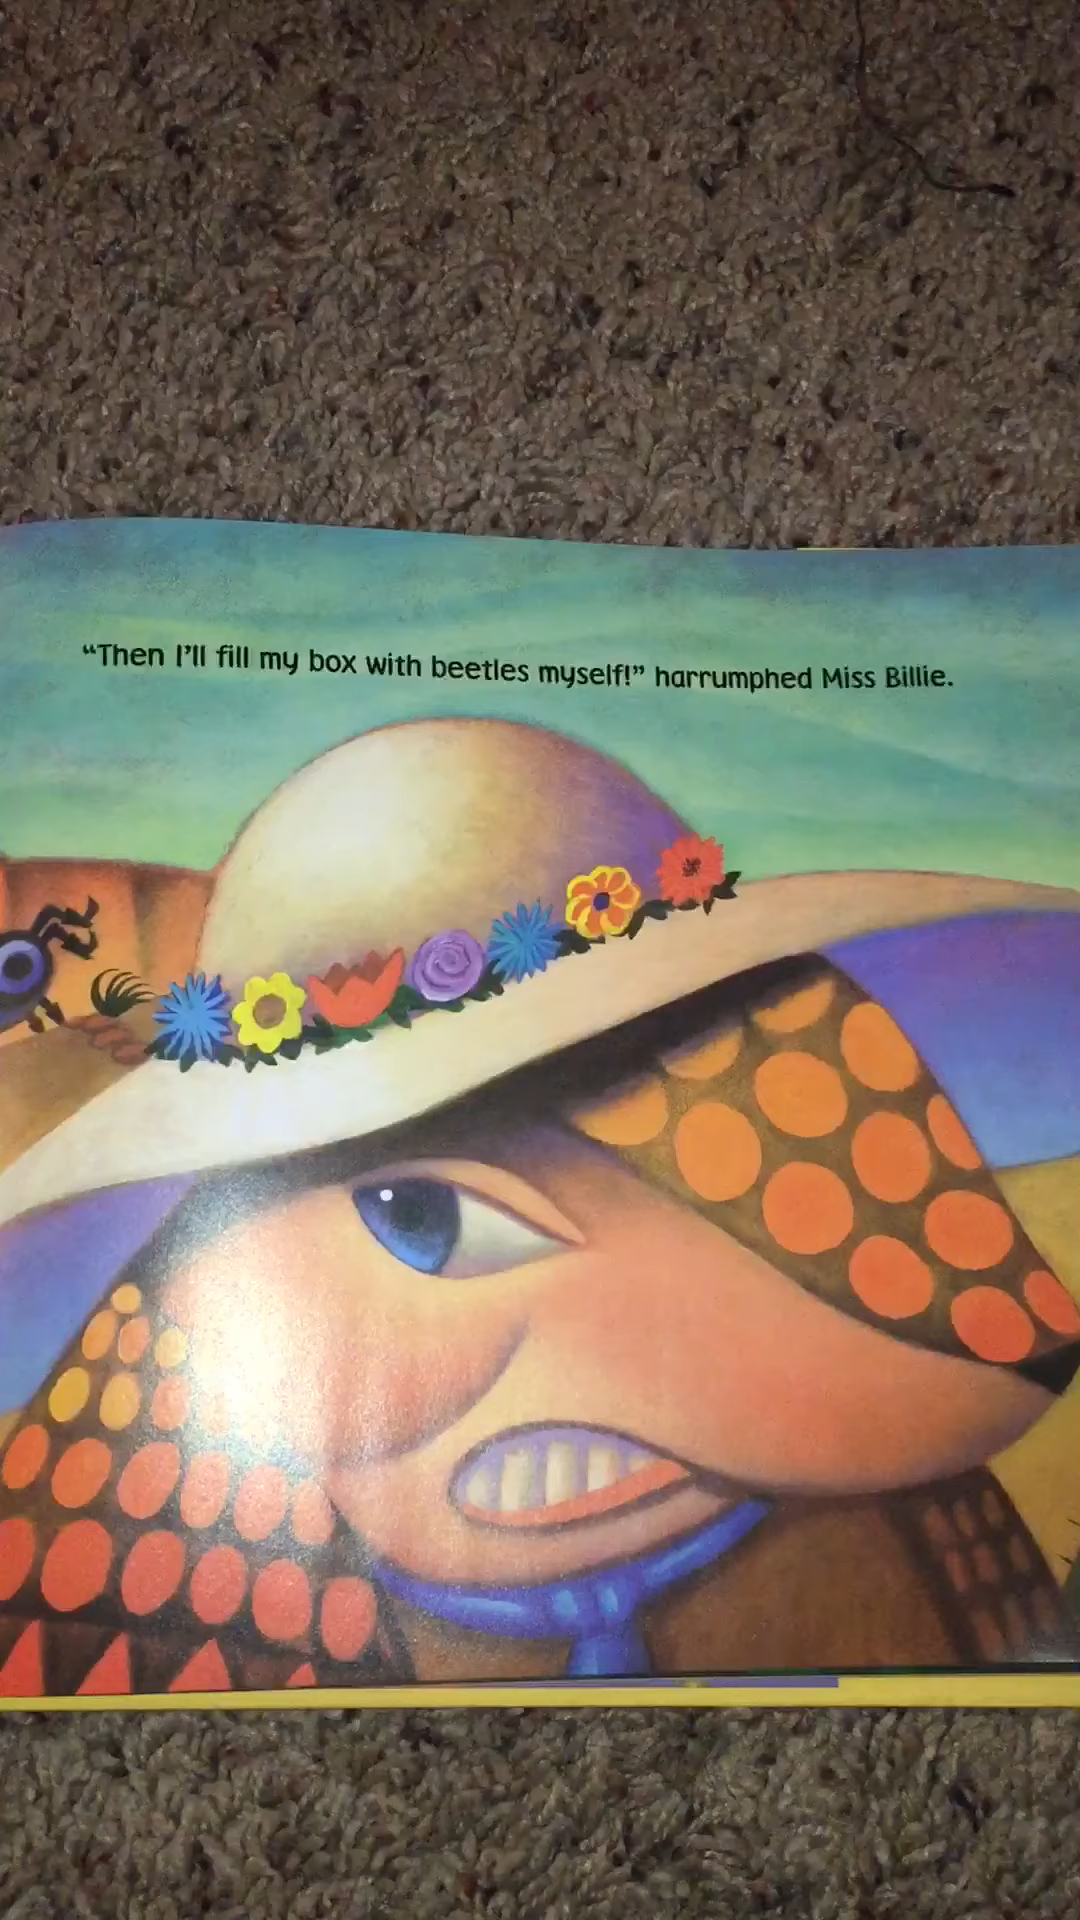 “Then I’ll fill my box with beetles myself!” harrumphed Miss Billie.